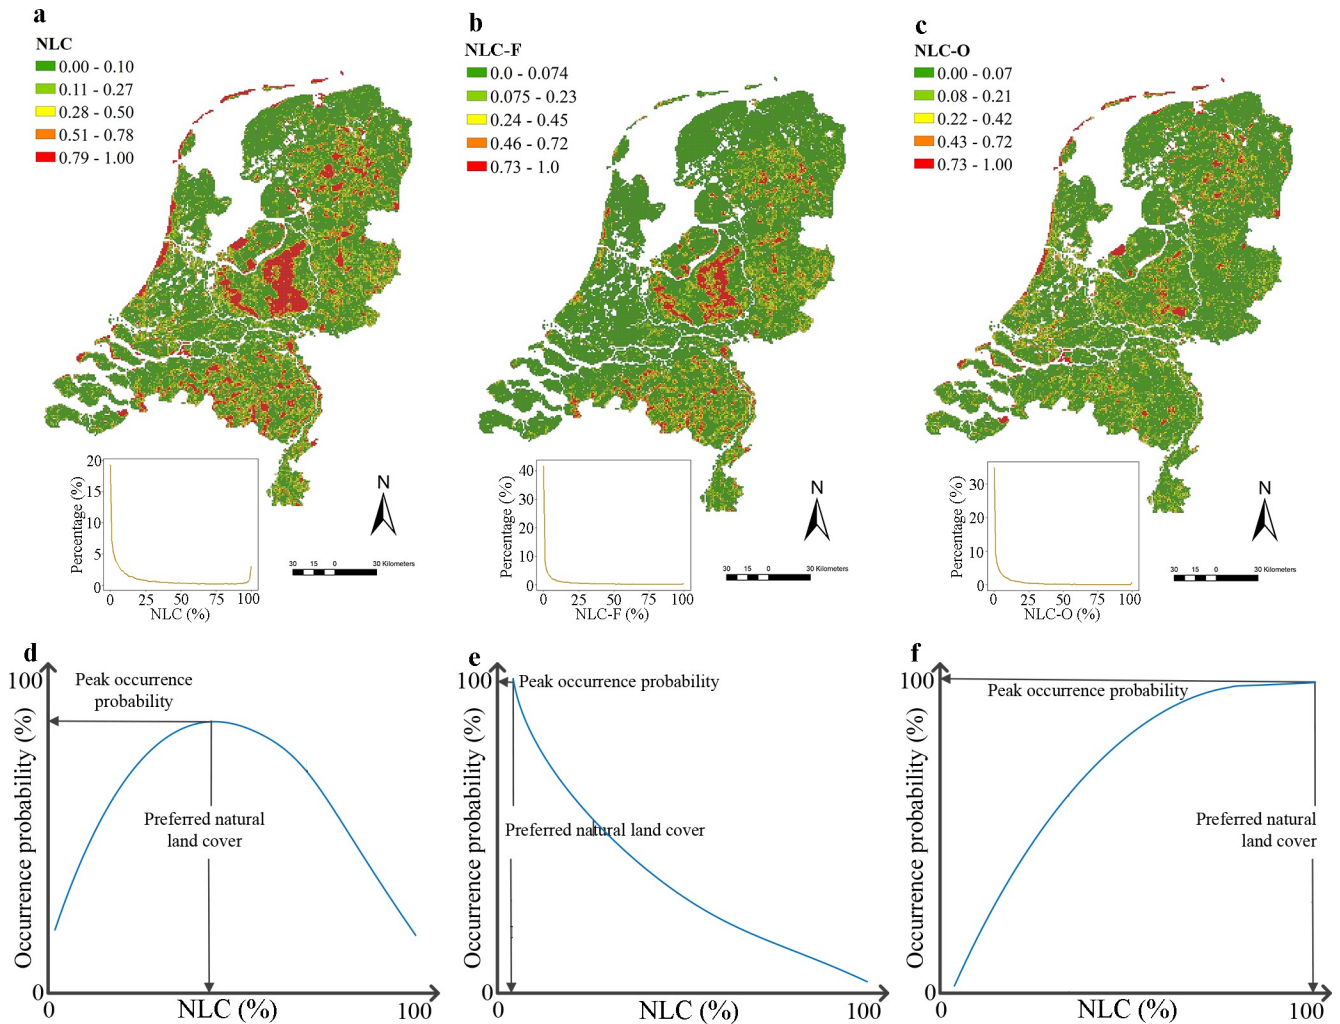 a
NLC
0.00 - 0.10
0.11 - 0.27
0.28 - 0.50
0.51 - 0.78
0.79 - 1.00
20
15
10
5
0
Percentage (%)
0 25 50 75 100
NLC (%)
N
30 15 0 30 Kilometers
b
NLC-F
0.0 - 0.074
0.075 - 0.23
0.24 - 0.45
0.46 - 0.72
0.73 - 1.0
40
30
20
10
0
Percentage (%)
0 25 50 75 100
NLC-F (%)
N
30 15 0 30 Kilometers
c
NLC-O
0.00 - 0.07
0.08 - 0.21
0.22 - 0.42
0.43 - 0.72
0.73 - 1.00
30
20
10
0
Percentage (%)
0 25 50 75 100
NLC-O (%)
N
30 15 0 30 Kilometers
d
100
Peak occurrence
probability
Occurrence probability (%)
Preferred natural
land cover
0
0 NLC (%) 100
e
100
Peak occurrence probability
Occurrence probability (%)
Preferred natural land cover
0
0 NLC (%) 100
f
100
Peak occurrence probability
Occurrence probability (%)
Preferred natural
land cover
0
0 NLC (%) 100